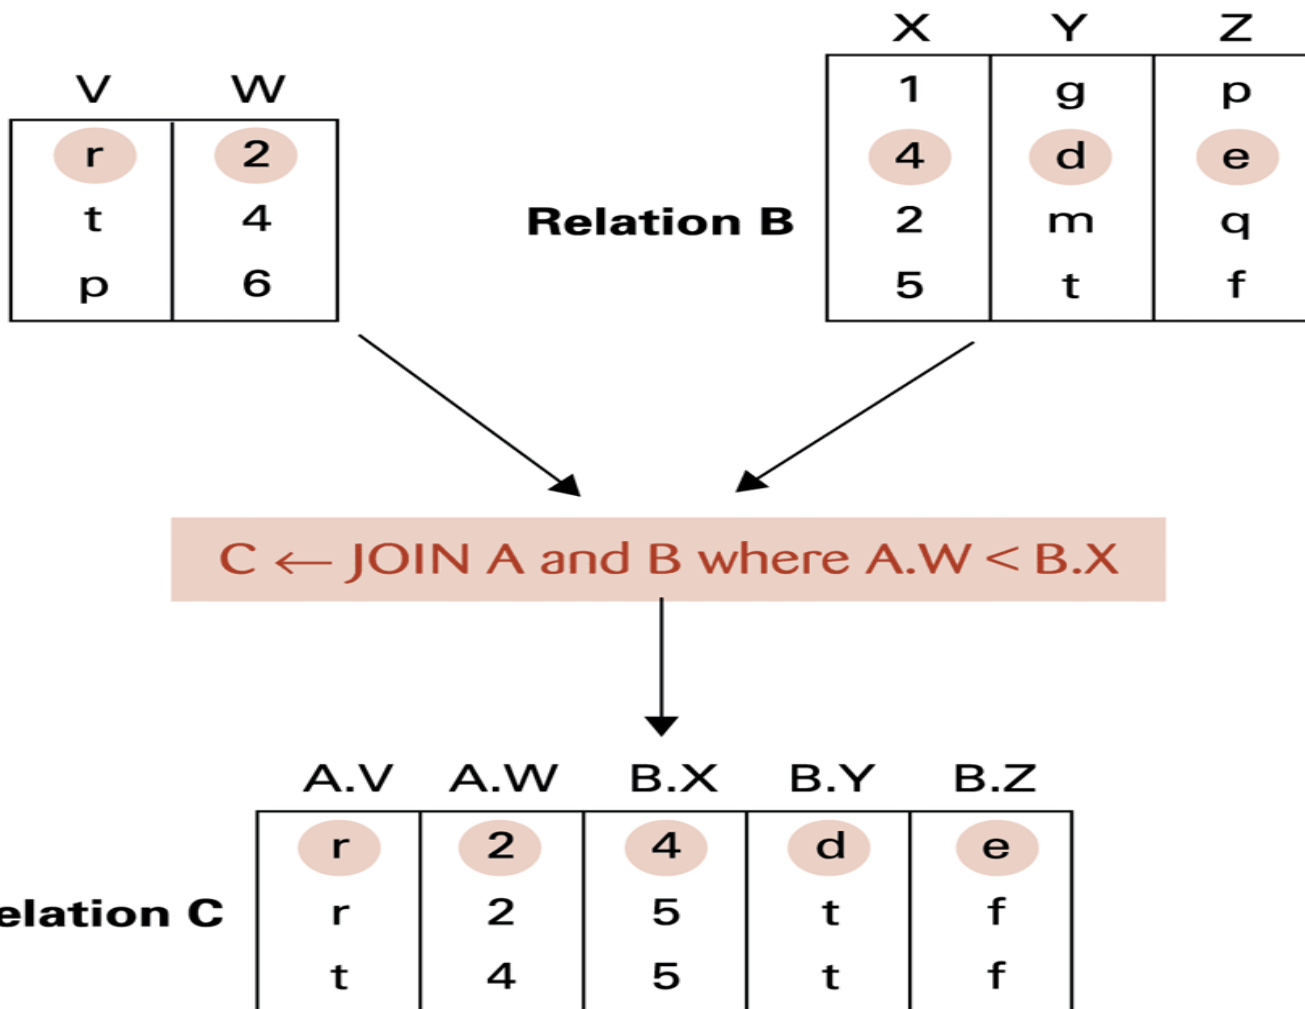 X Y Z
V W
1 g p
r 2
4 d e
t 4
Relation B
2 m q
p 6
5 t f
C ← JOIN A and B where A.W < B.X
A.V A.W B.X B.Y B.Z
r 2 4 d e
elation C
r 2 5 t f
t 4 5 t f